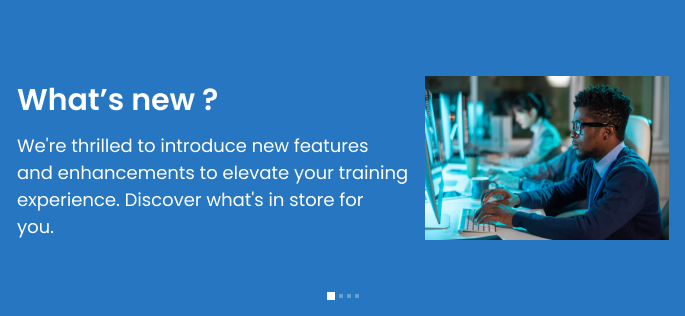 What’s new ?
We're thrilled to introduce new features
and enhancements to elevate your training
experience. Discover what's in store for
you.